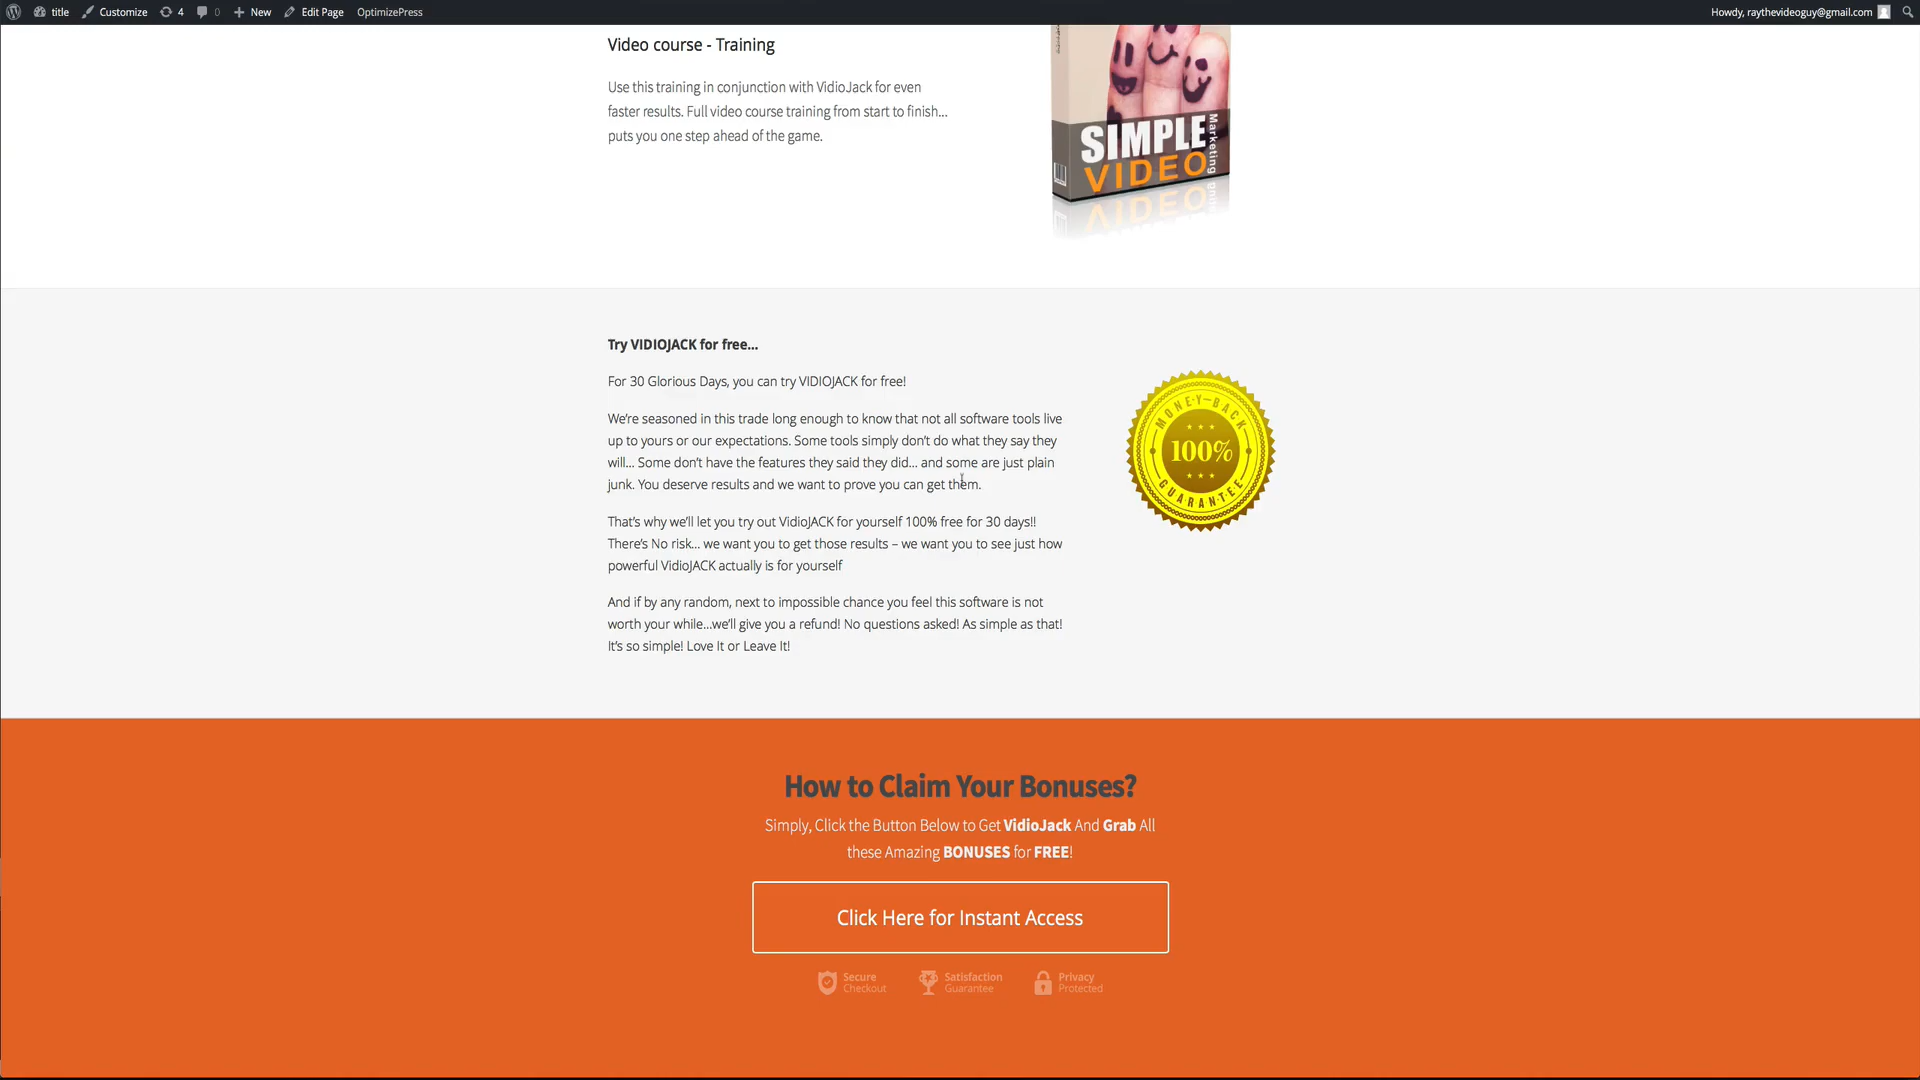 title
Customize
4
0
New
Edit Page
OptimizePress
Howdy, raythevideoguy@gmail.com
Video course - Training
Use this training in conjunction with VidioJack for even
faster results. Full video course training from start to finish...
puts you one step ahead of the game.
SIMPLE
VIDEO
Marketing
Try VIDIOJACK for free...
For 30 Glorious Days, you can try VIDIOJACK for free!
We're seasoned in this trade long enough to know that not all software tools live
up to yours or our expectations. Some tools simply don't do what they say they
will... Some don't have the features they said they did... and some are just plain
junk. You deserve results and we want to prove you can get them.
That's why we'll let you try out VidioJACK for yourself 100% free for 30 days!!
There's No risk... we want you to get those results – we want you to see just how
powerful VidioJACK actually is for yourself
And if by any random, next to impossible chance you feel this software is not
worth your while...we'll give you a refund! No questions asked! As simple as that!
It's so simple! Love It or Leave It!
MONEY-BACK
100%
GUARANTEE
How to Claim Your Bonuses?
Simply, Click the Button Below to Get VidioJack And Grab All
these Amazing BONUSES for FREE!
Click Here for Instant Access
Secure
Checkout
Satisfaction
Guarantee
Privacy
Protected